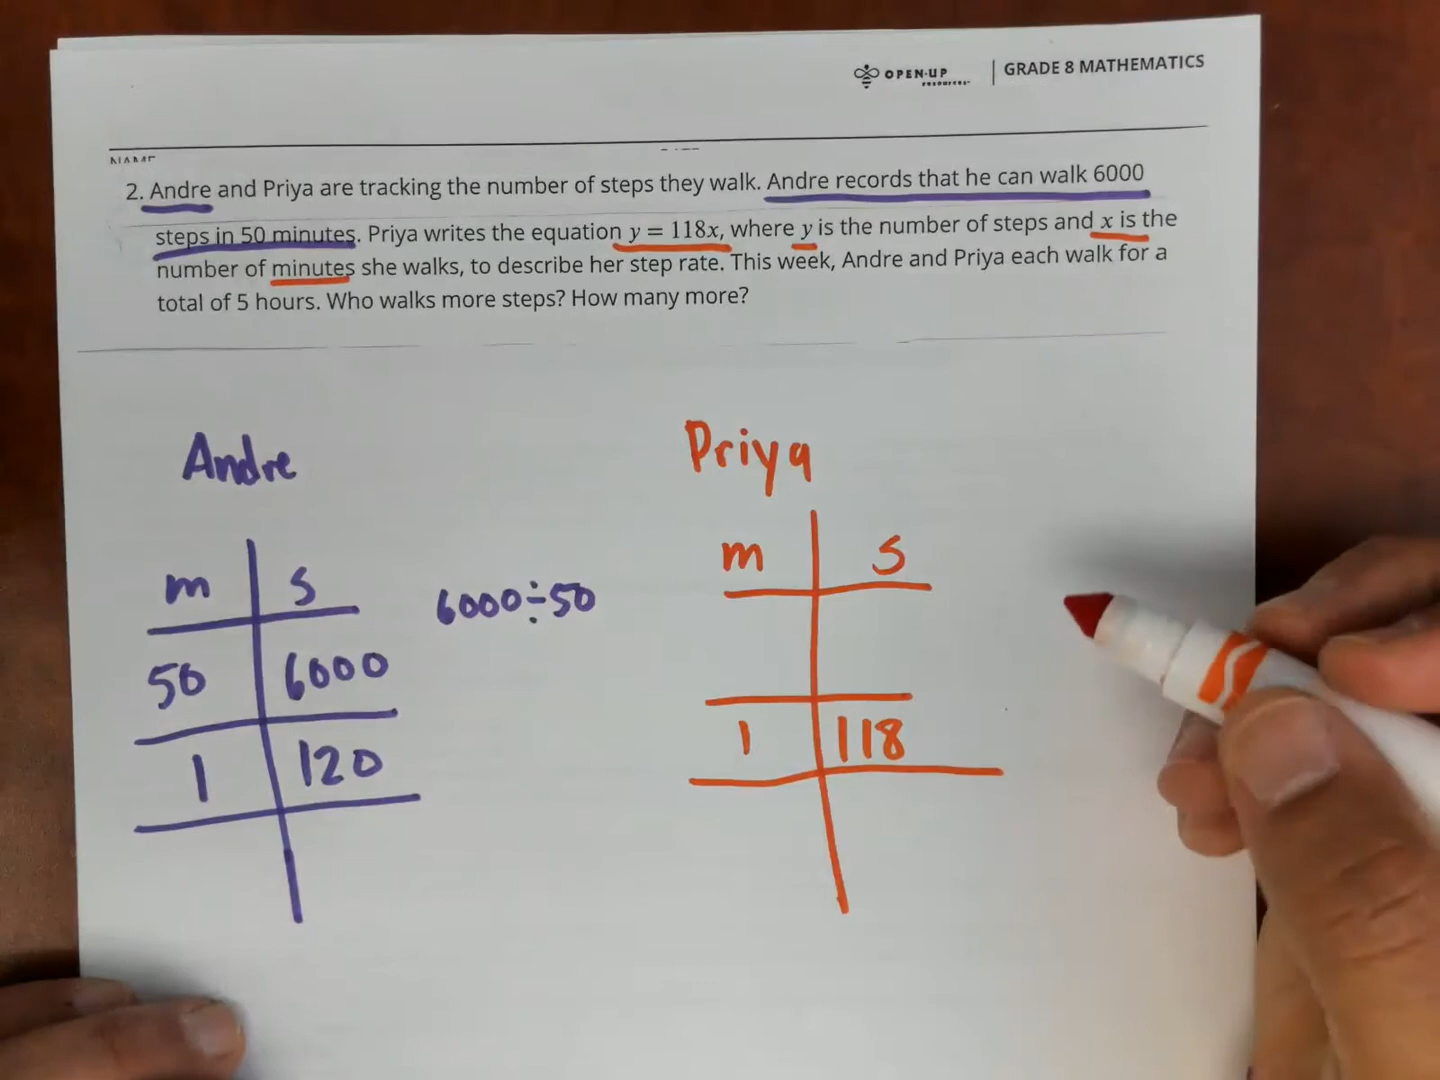 OPEN-UP
RESOURCES
GRADE 8 MATHEMATICS
NAME
2. Andre and Priya are tracking the number of steps they walk. Andre records that he can walk 6000
steps in 50 minutes. Priya writes the equation y = 118x, where y is the number of steps and x is the
number of minutes she walks, to describe her step rate. This week, Andre and Priya each walk for a
total of 5 hours. Who walks more steps? How many more?
Andre
m s
50 6000
1 120
6000÷50
Priya
m s
1 118